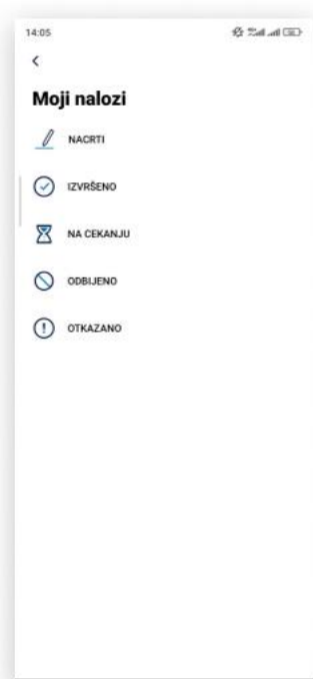 14:05
Moji nalozi
NACRTI
IZVRŠENO
NA CEKANJU
ODBIJENO
OTKAZANO